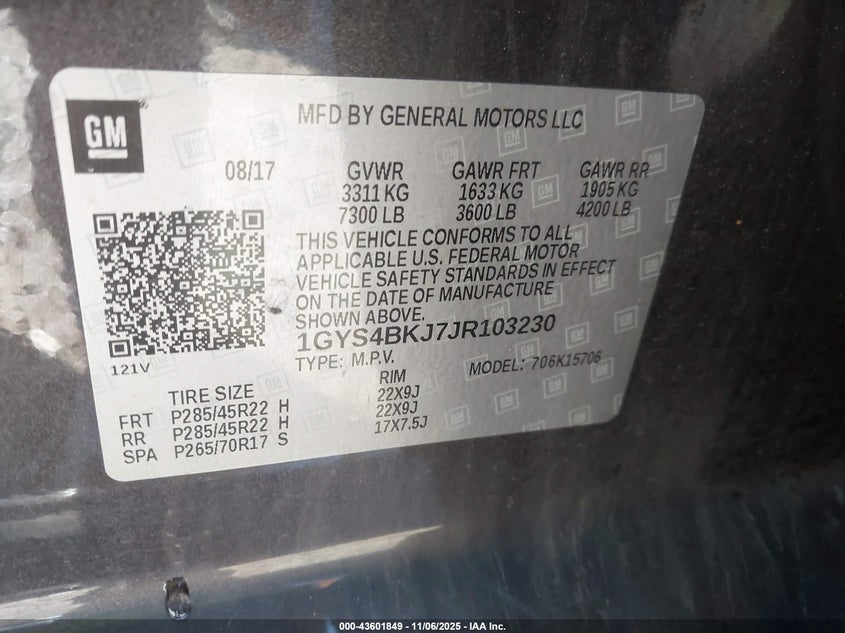 GM
®
MFD BY GENERAL MOTORS LLC
08/17 GVWR GAWR FRT GAWR RR
3311 KG 1633 KG 1905 KG
7300 LB 3600 LB 4200 LB
THIS VEHICLE CONFORMS TO ALL
APPLICABLE U.S. FEDERAL MOTOR
VEHICLE SAFETY STANDARDS IN EFFECT
ON THE DATE OF MANUFACTURE
SHOWN ABOVE.
1GYS4BKJ7JR103230
121V
TYPE: M.P.V. MODEL: 706K15706
TIRE SIZE RIM
FRT P285/45R22 H 22X9J
RR P285/45R22 H 22X9J
SPA P265/70R17 S 17X7.5J
000-43601849 - 11/06/2025 - IAA Inc.